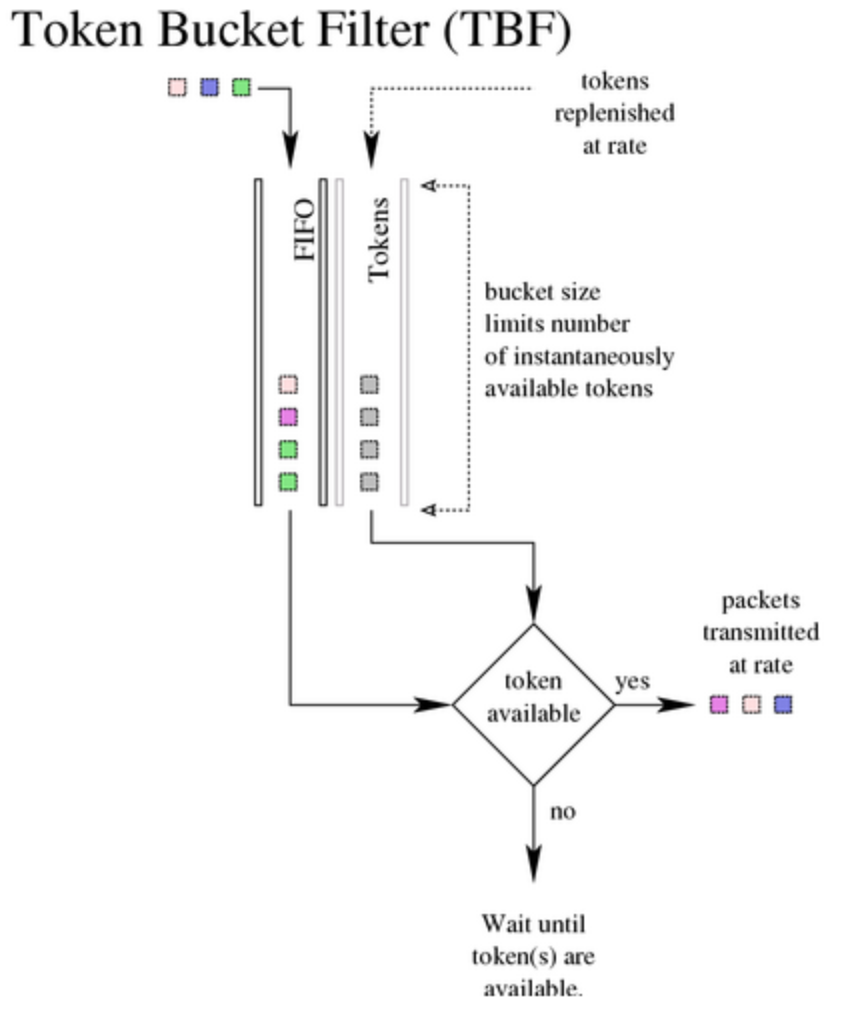 Token Bucket Filter (TBF)
tokens
replenished
at rate
FIFO
Tokens
bucket size
limits number
of instantaneously
available tokens
packets
transmitted
at rate
token
available
yes
no
Wait until
token(s) are
available.